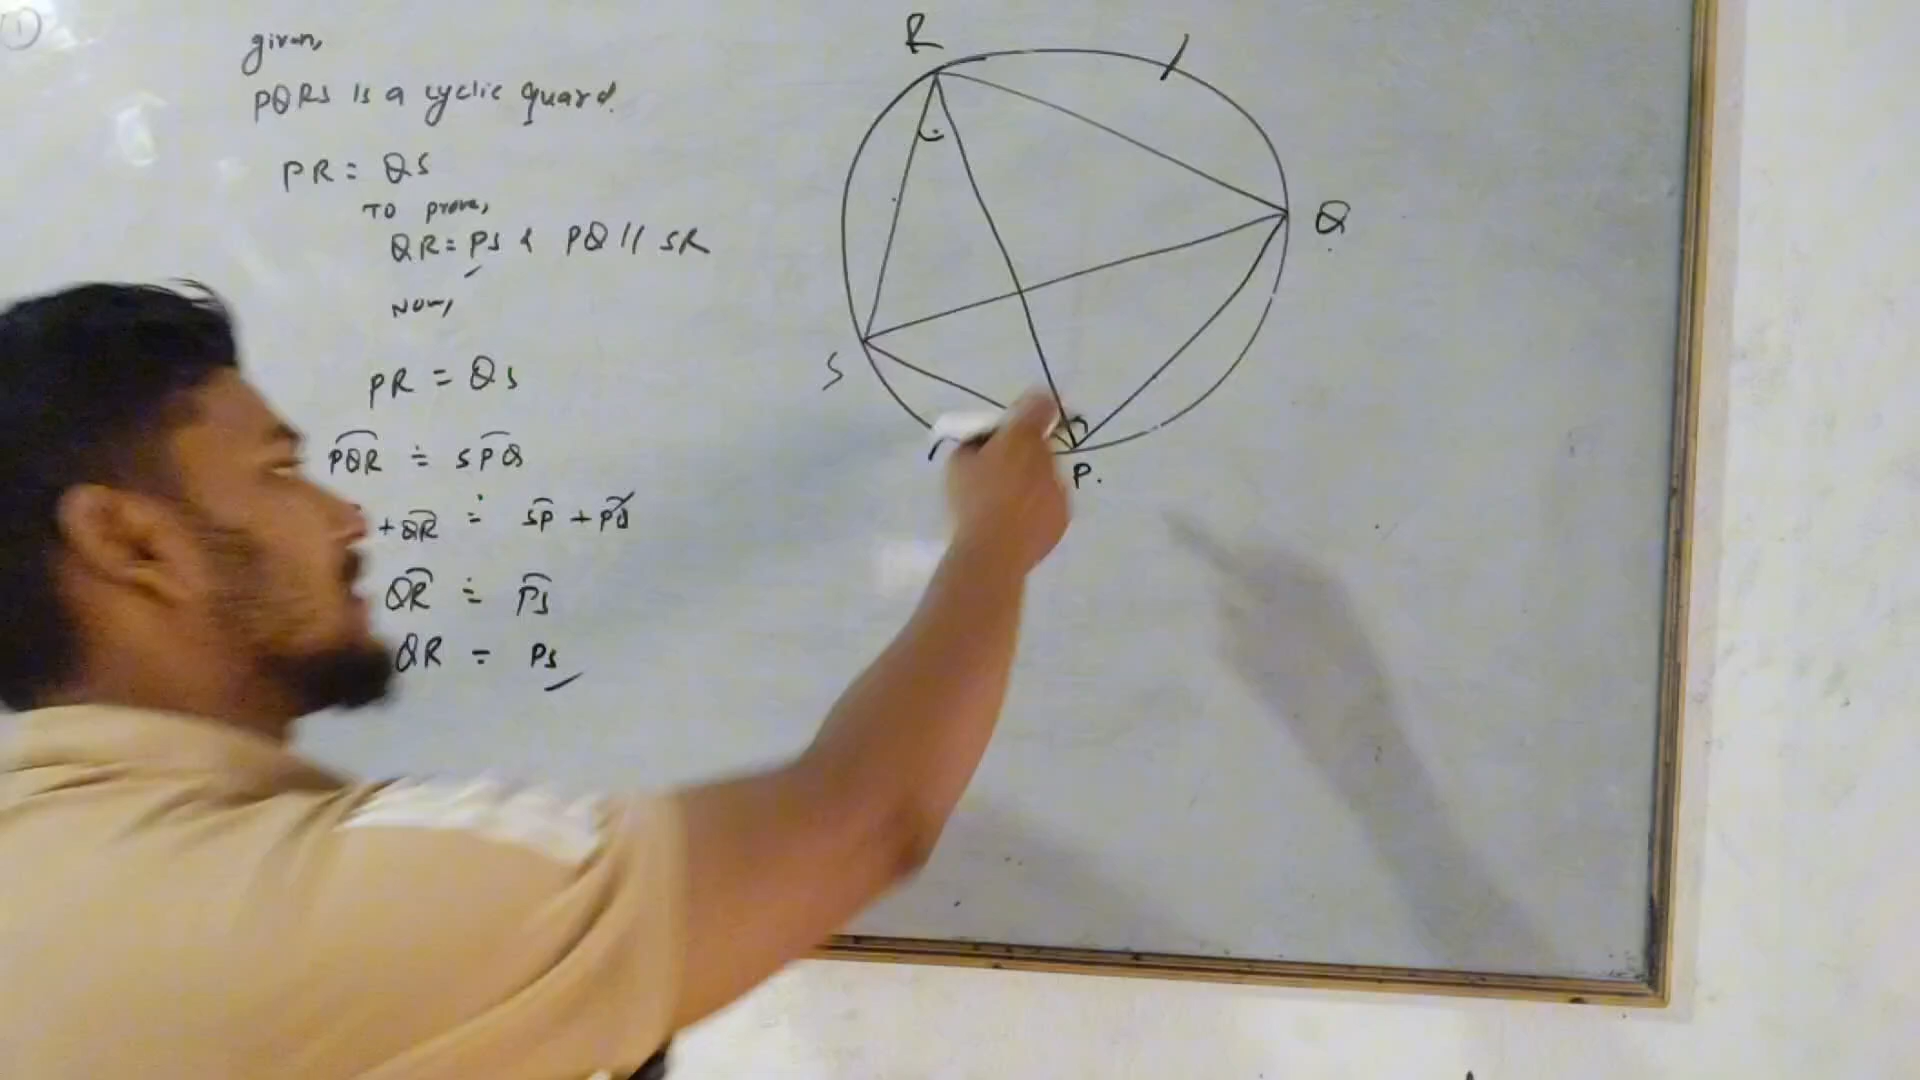 1
given,
PQRS is a cyclic quard.
PR = QS
To prove,
QR = PS & PQ // SR
Now,
PR = QS
PQR ≐ SPQ
+ QR ≐ SP + PQ
QR ≐ PS
QR = PS
R
Q
S
P.